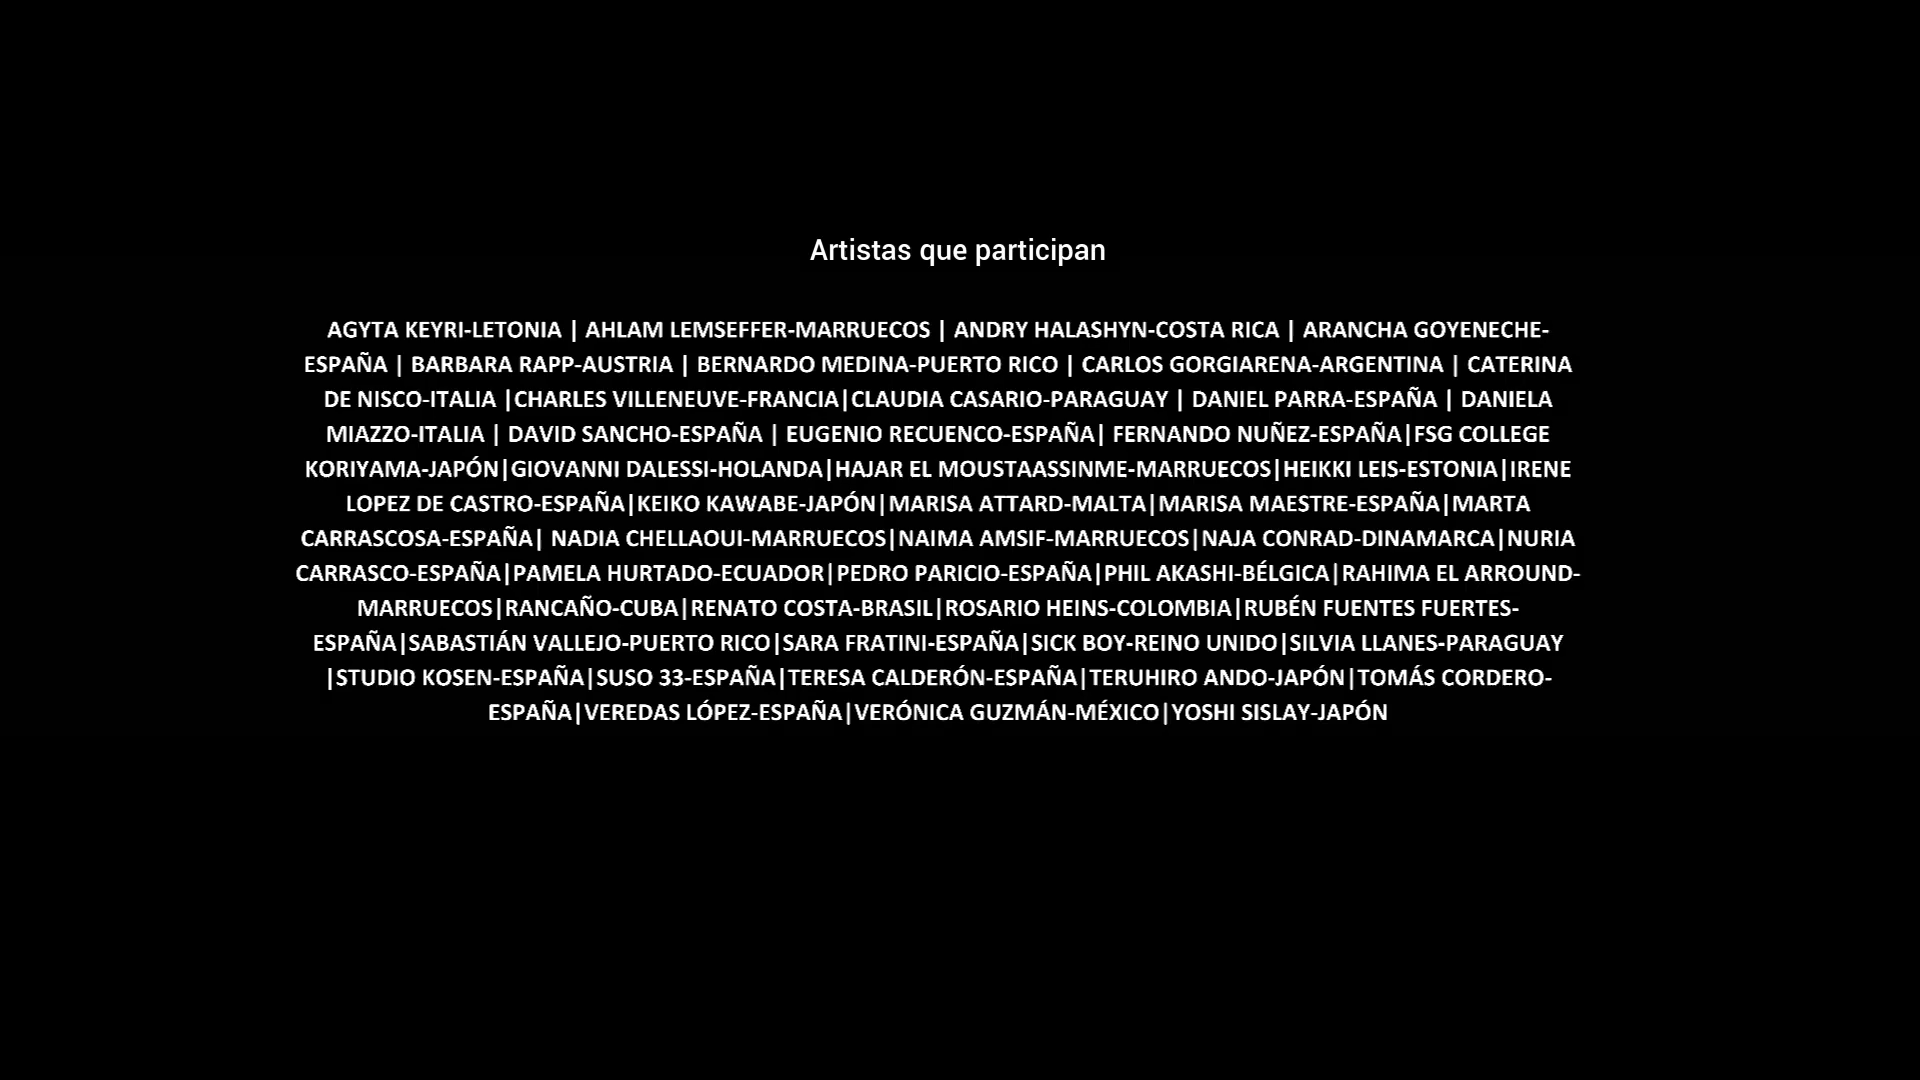 Artistas que participan
AGYTA KEYRI-LETONIA | AHLAM LEMSEFFER-MARRUECOS | ANDRY HALASHYN-COSTA RICA | ARANCHA GOYENECHE-
ESPAÑA | BARBARA RAPP-AUSTRIA | BERNARDO MEDINA-PUERTO RICO | CARLOS GORGIARENA-ARGENTINA | CATERINA
DE NISCO-ITALIA |CHARLES VILLENEUVE-FRANCIA|CLAUDIA CASARIO-PARAGUAY | DANIEL PARRA-ESPAÑA | DANIELA
MIAZZO-ITALIA | DAVID SANCHO-ESPAÑA | EUGENIO RECUENCO-ESPAÑA| FERNANDO NUÑEZ-ESPAÑA|FSG COLLEGE
KORIYAMA-JAPÓN|GIOVANNI DALESSI-HOLANDA|HAJAR EL MOUSTAASSINME-MARRUECOS|HEIKKI LEIS-ESTONIA|IRENE
LOPEZ DE CASTRO-ESPAÑA|KEIKO KAWABE-JAPÓN|MARISA ATTARD-MALTA|MARISA MAESTRE-ESPAÑA|MARTA
CARRASCOSA-ESPAÑA| NADIA CHELLAOUI-MARRUECOS|NAIMA AMSIF-MARRUECOS|NAJA CONRAD-DINAMARCA|NURIA
CARRASCO-ESPAÑA|PAMELA HURTADO-ECUADOR|PEDRO PARICIO-ESPAÑA|PHIL AKASHI-BÉLGICA|RAHIMA EL ARROUND-
MARRUECOS|RANCAÑO-CUBA|RENATO COSTA-BRASIL|ROSARIO HEINS-COLOMBIA|RUBÉN FUENTES FUERTES-
ESPAÑA|SABASTIÁN VALLEJO-PUERTO RICO|SARA FRATINI-ESPAÑA|SICK BOY-REINO UNIDO|SILVIA LLANES-PARAGUAY
|STUDIO KOSEN-ESPAÑA|SUSO 33-ESPAÑA|TERESA CALDERÓN-ESPAÑA|TERUHIRO ANDO-JAPÓN|TOMÁS CORDERO-
ESPAÑA|VEREDAS LÓPEZ-ESPAÑA|VERÓNICA GUZMÁN-MÉXICO|YOSHI SISLAY-JAPÓN